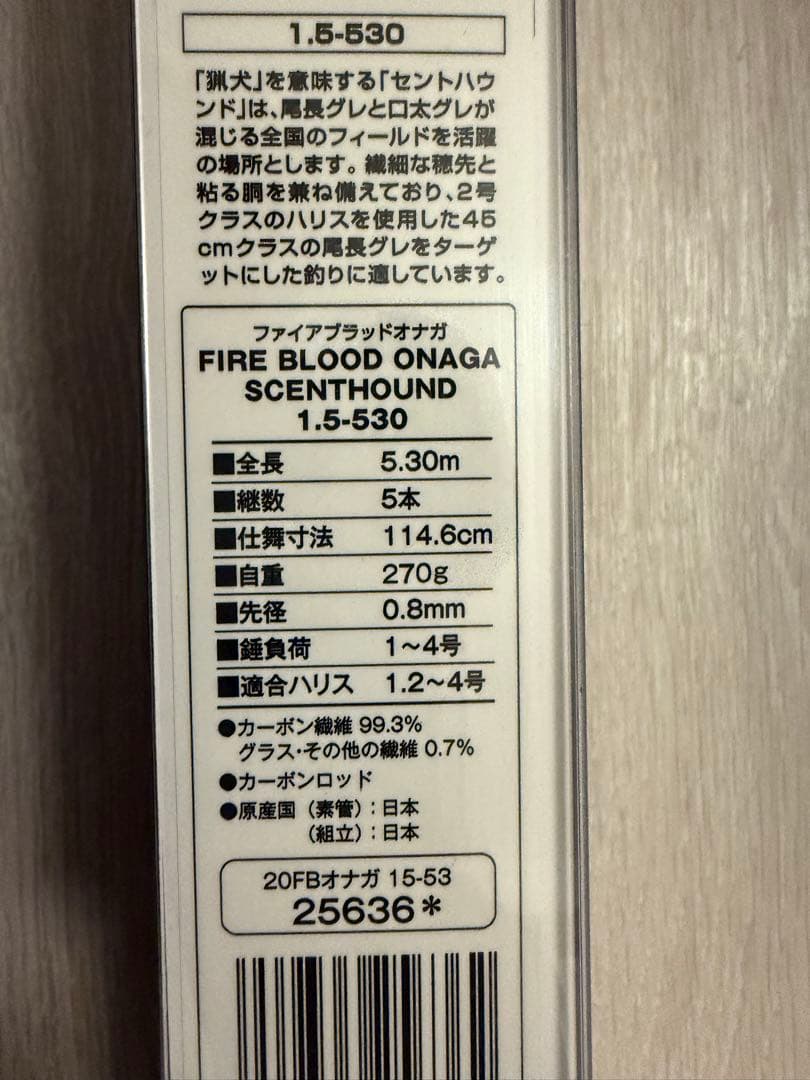 1.5-530
「猟犬」を意味する「セントハウ
ンド」は、尾長グレと口太グレが
混じる全国のフィールドを活躍
の場所とします。繊細な穂先と
粘る胴を兼ね備えており、2号
クラスのハリスを使用した45
cmクラスの尾長グレをターゲ
ットにした釣りに適しています。
ファイアブラッドオナガ
FIRE BLOOD ONAGA
SCENTHOUND
1.5-530
■全長 5.30m
■継数 5本
■仕舞寸法 114.6cm
■自重 270g
■先径 0.8mm
■錘負荷 1〜4号
■適合ハリス 1.2〜4号
●カーボン繊維 99.3%
グラス・その他の繊維 0.7%
●カーボンロッド
●原産国（素管）：日本
（組立）：日本
20FBオナガ 15-53
25636*